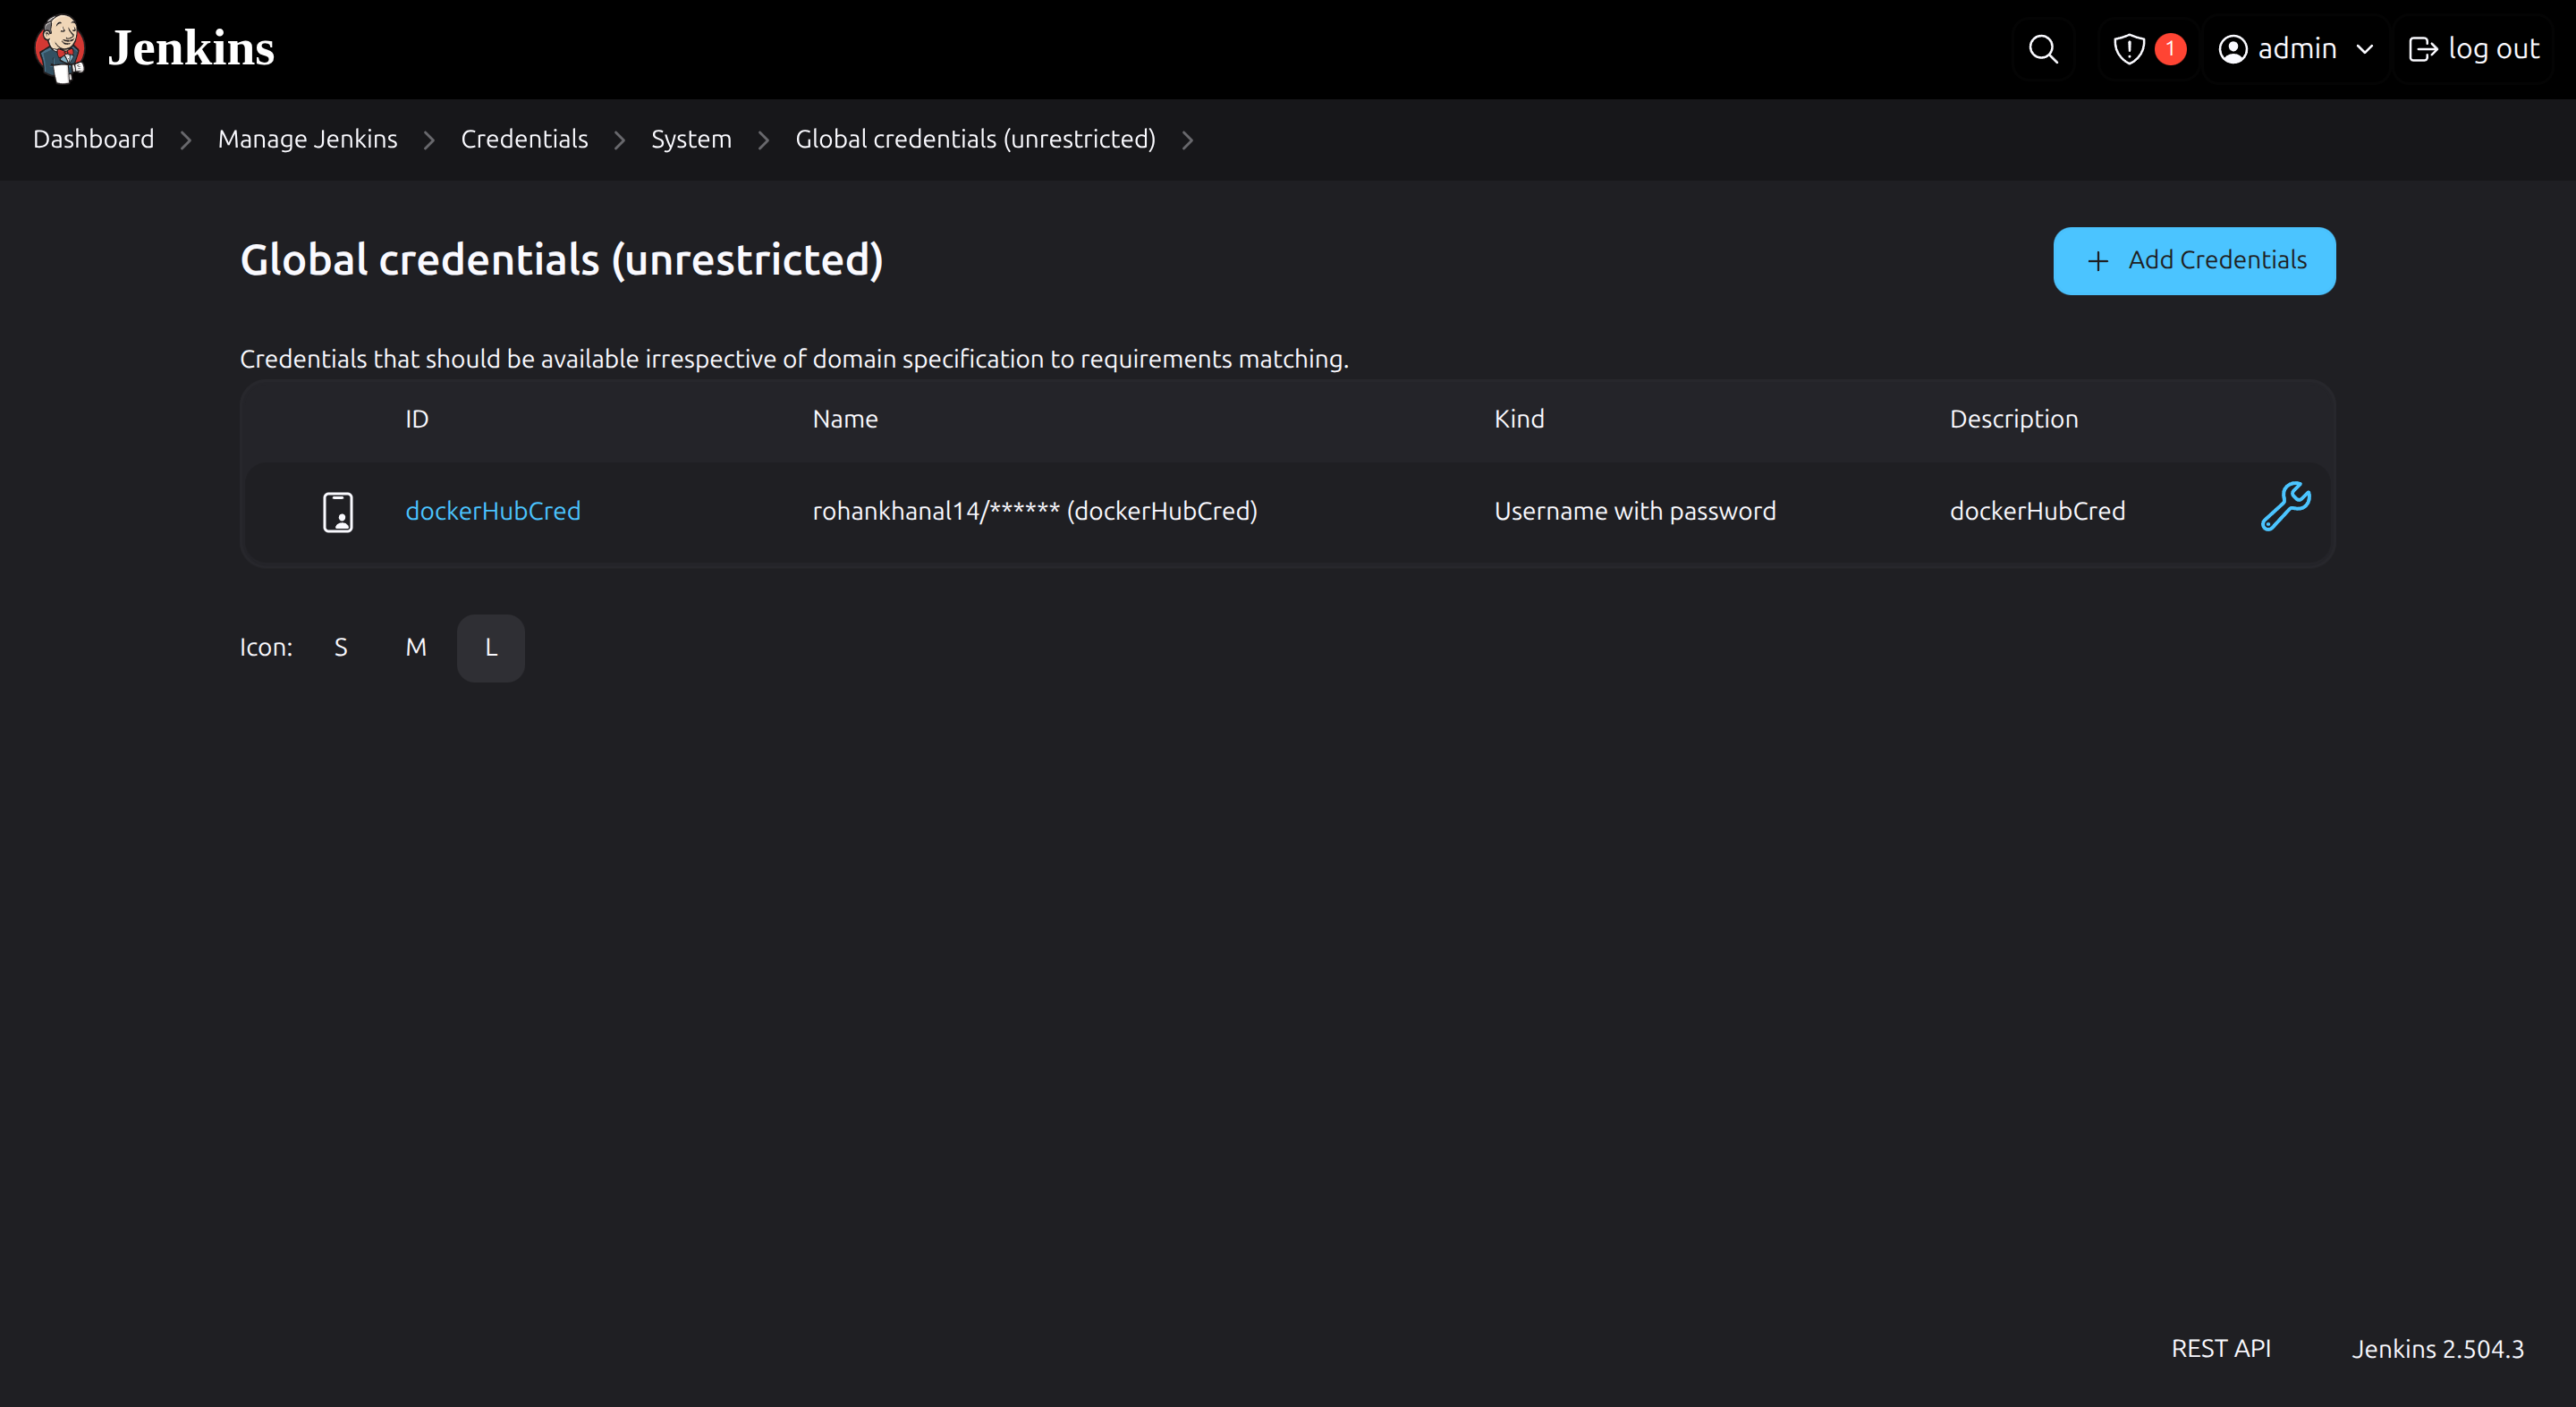 Jenkins
1
admin
log out
Dashboard
Manage Jenkins
Credentials
System
Global credentials (unrestricted)
Global credentials (unrestricted)
Add Credentials
Credentials that should be available irrespective of domain specification to requirements matching.
ID Name Kind Description
dockerHubCred rohankhanal14/****** (dockerHubCred) Username with password dockerHubCred
Icon: S M L
REST API Jenkins 2.504.3